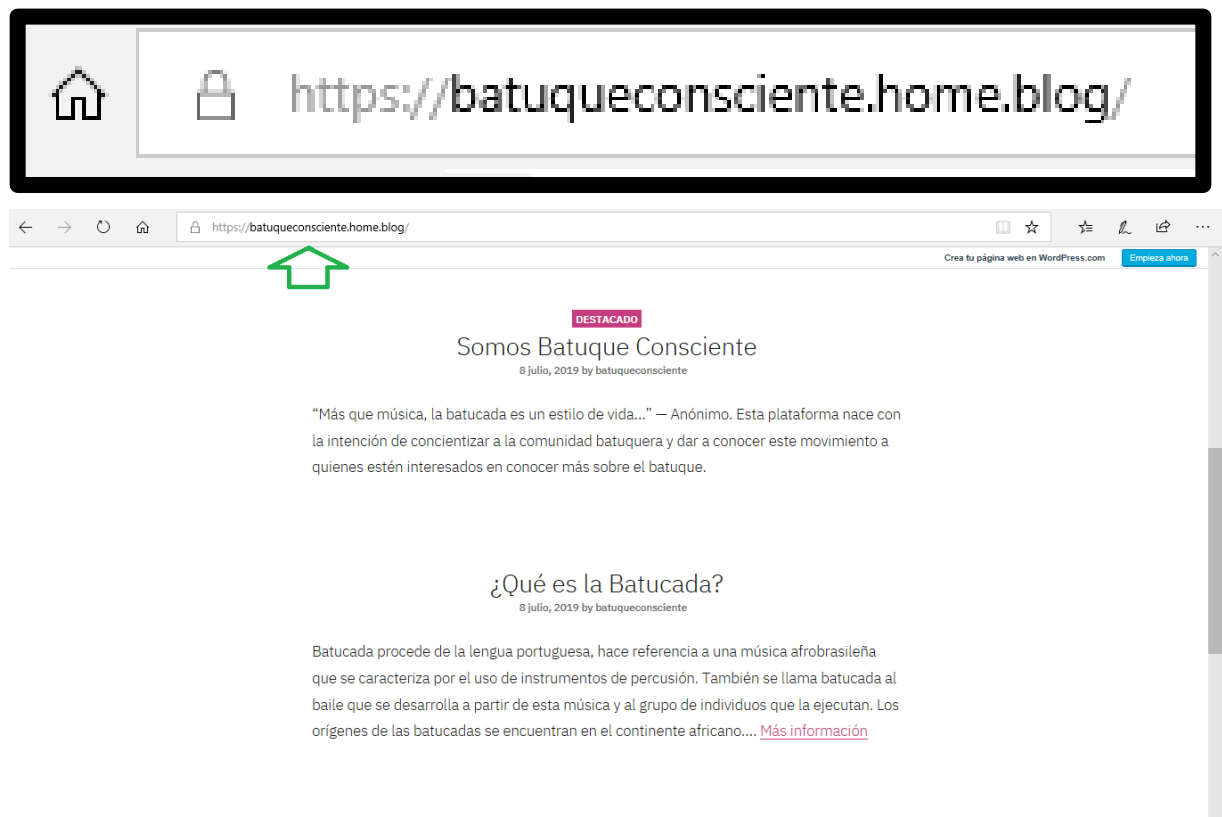 https://batuqueconsciente.home.blog/
https://batuqueconsciente.home.blog/
Crea tu página web en WordPress.com
Empieza ahora
DESTACADO
Somos Batuque Consciente
8 julio, 2019 by batuqueconsciente
“Más que música, la batucada es un estilo de vida...” — Anónimo. Esta plataforma nace con
la intención de concientizar a la comunidad batuquera y dar a conocer este movimiento a
quienes estén interesados en conocer más sobre el batuque.
¿Qué es la Batucada?
8 julio, 2019 by batuqueconsciente
Batucada procede de la lengua portuguesa, hace referencia a una música afrobrasileña
que se caracteriza por el uso de instrumentos de percusión. También se llama batucada al
baile que se desarrolla a partir de esta música y al grupo de individuos que la ejecutan. Los
orígenes de las batucadas se encuentran en el continente africano.... Más información